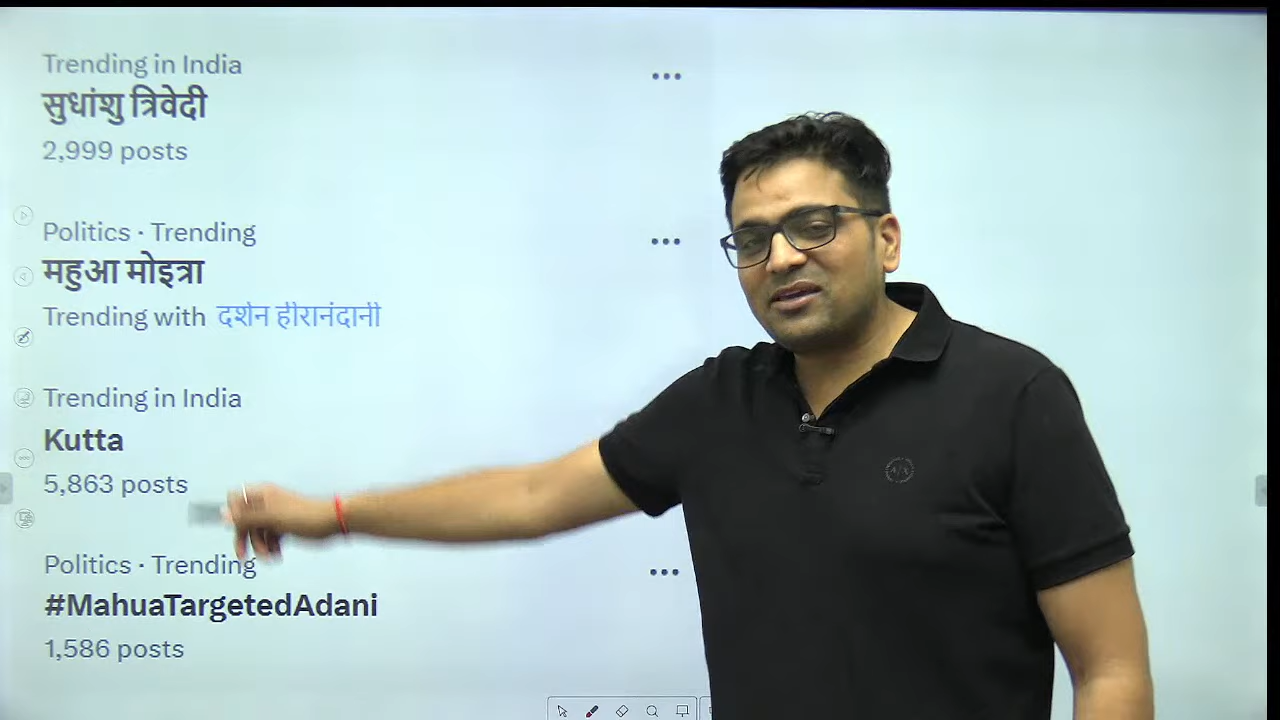 Trending in India
सुधांशु त्रिवेदी
2,999 posts
Politics · Trending
महुआ मोइत्रा
Trending with दर्शन हीरानंदानी
Trending in India
Kutta
5,863 posts
Politics · Trending
#MahuaTargetedAdani
1,586 posts